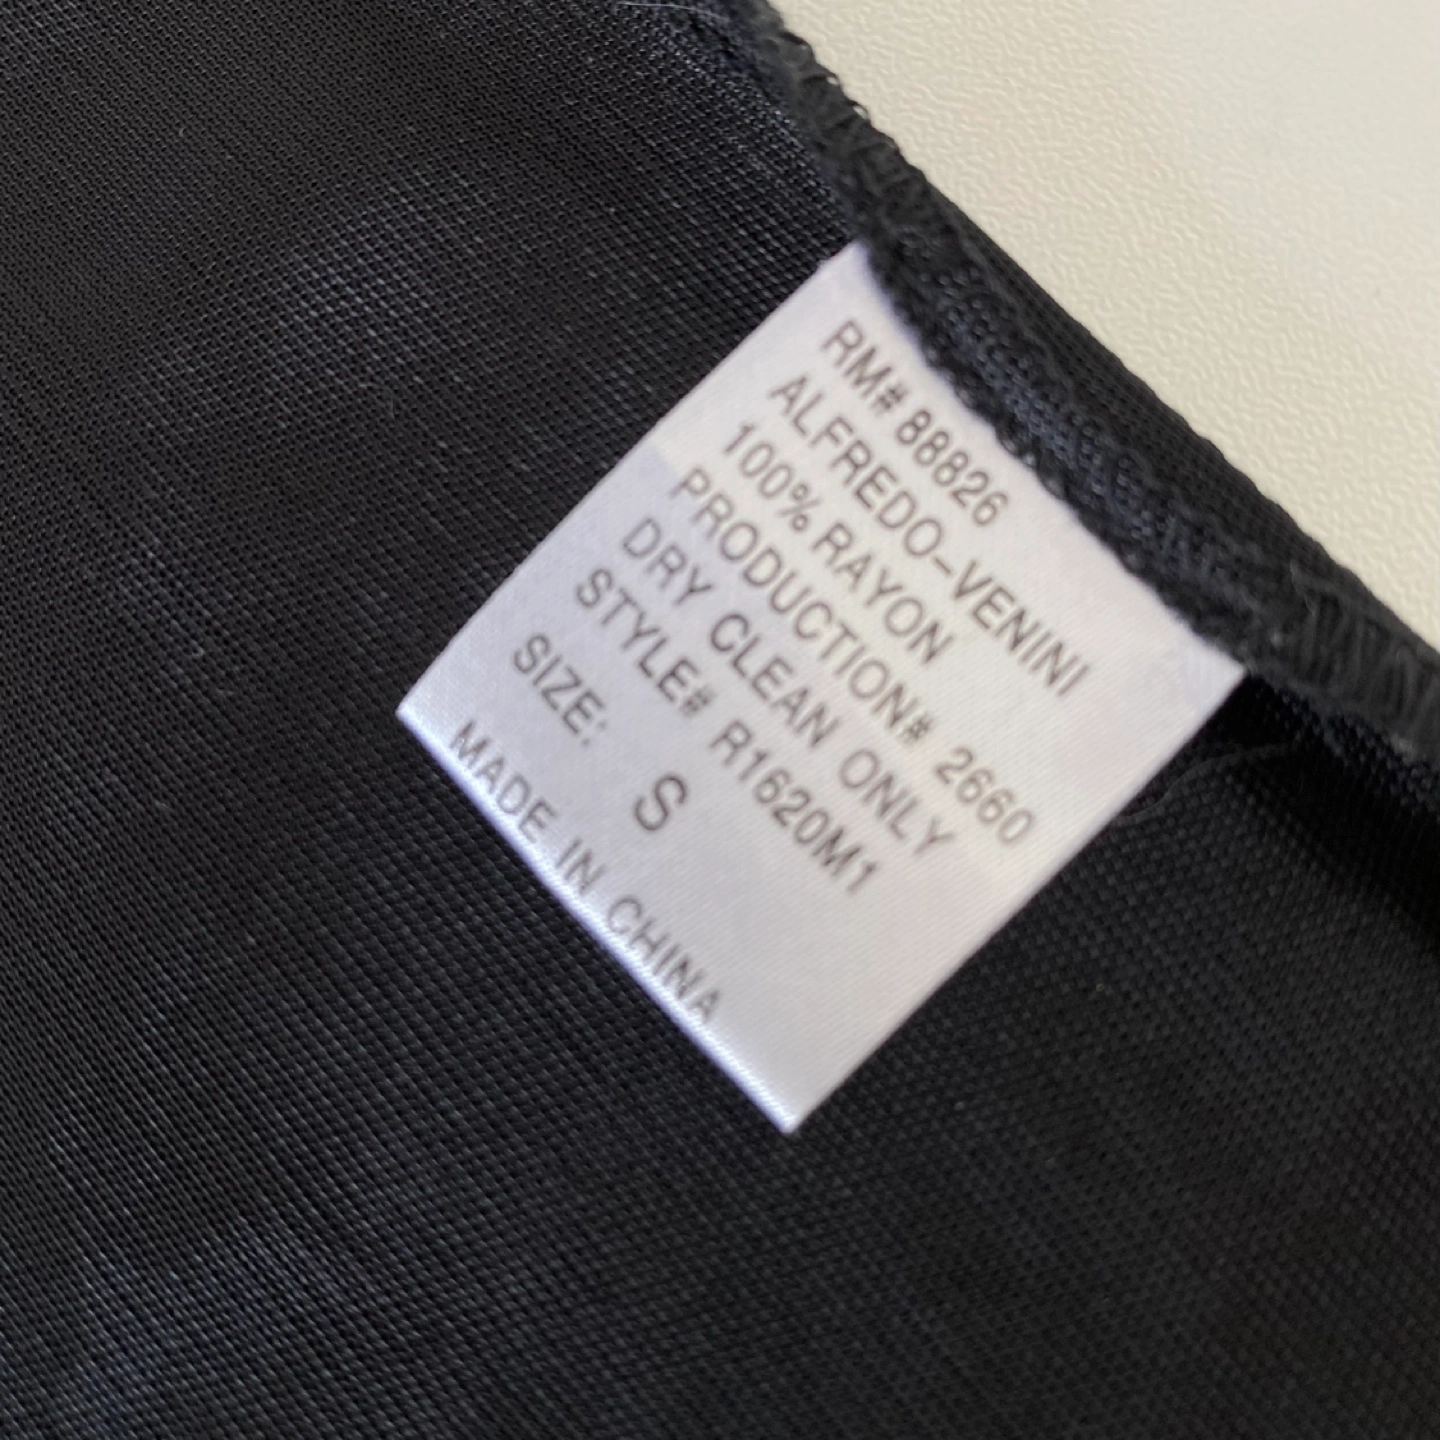 RM# 88826
ALFREDO-VENINI
100% RAYON
PRODUCTION# 2660
DRY CLEAN ONLY
STYLE# R1620M1
SIZE: S
MADE IN CHINA